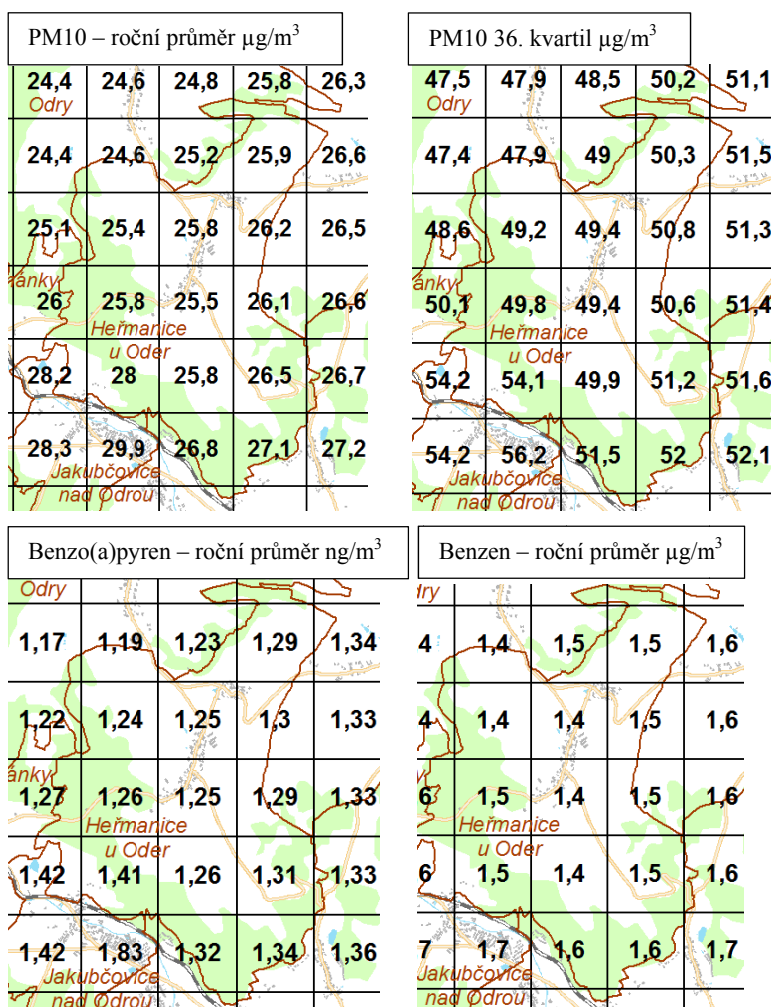 PM10 – roční průměr µg/m³
24,4 24,6 24,8 25,8 26,3
Odry
24,4 24,6 25,2 25,9 26,6
25,1 25,4 25,8 26,2 26,5
ánky
26 25,8 25,5 26,1 26,6
Heřmanice
u Oder
28,2 28 25,8 26,5 26,7
28,3 29,9 26,8 27,1 27,2
Jakubčovice
nad Odrou
PM10 36. kvartil µg/m³
47,5 47,9 48,5 50,2 51,1
Odry
47,4 47,9 49 50,3 51,5
48,6 49,2 49,4 50,8 51,3
ánky
50,1 49,8 49,4 50,6 51,4
Heřmanice
u Oder
54,2 54,1 49,9 51,2 51,6
54,2 56,2 51,5 52 52,1
Jakubčovice
nad Odrou
Benzo(a)pyren – roční průměr ng/m³
Odry
1,17 1,19 1,23 1,29 1,34
1,22 1,24 1,25 1,3 1,33
ánky
1,27 1,26 1,25 1,29 1,33
Heřmanice
u Oder
1,42 1,41 1,26 1,31 1,33
1,42 1,83 1,32 1,34 1,36
Jakubčovice
nad Odrou
Benzen – roční průměr µg/m³
dry
4 1,4 1,5 1,5 1,6
4 1,4 1,4 1,5 1,6
6 1,5 1,4 1,5 1,6
Heřmanice
u Oder
6 1,5 1,4 1,5 1,6
7 1,7 1,6 1,6 1,7
Jakubčovice
nad Odrou